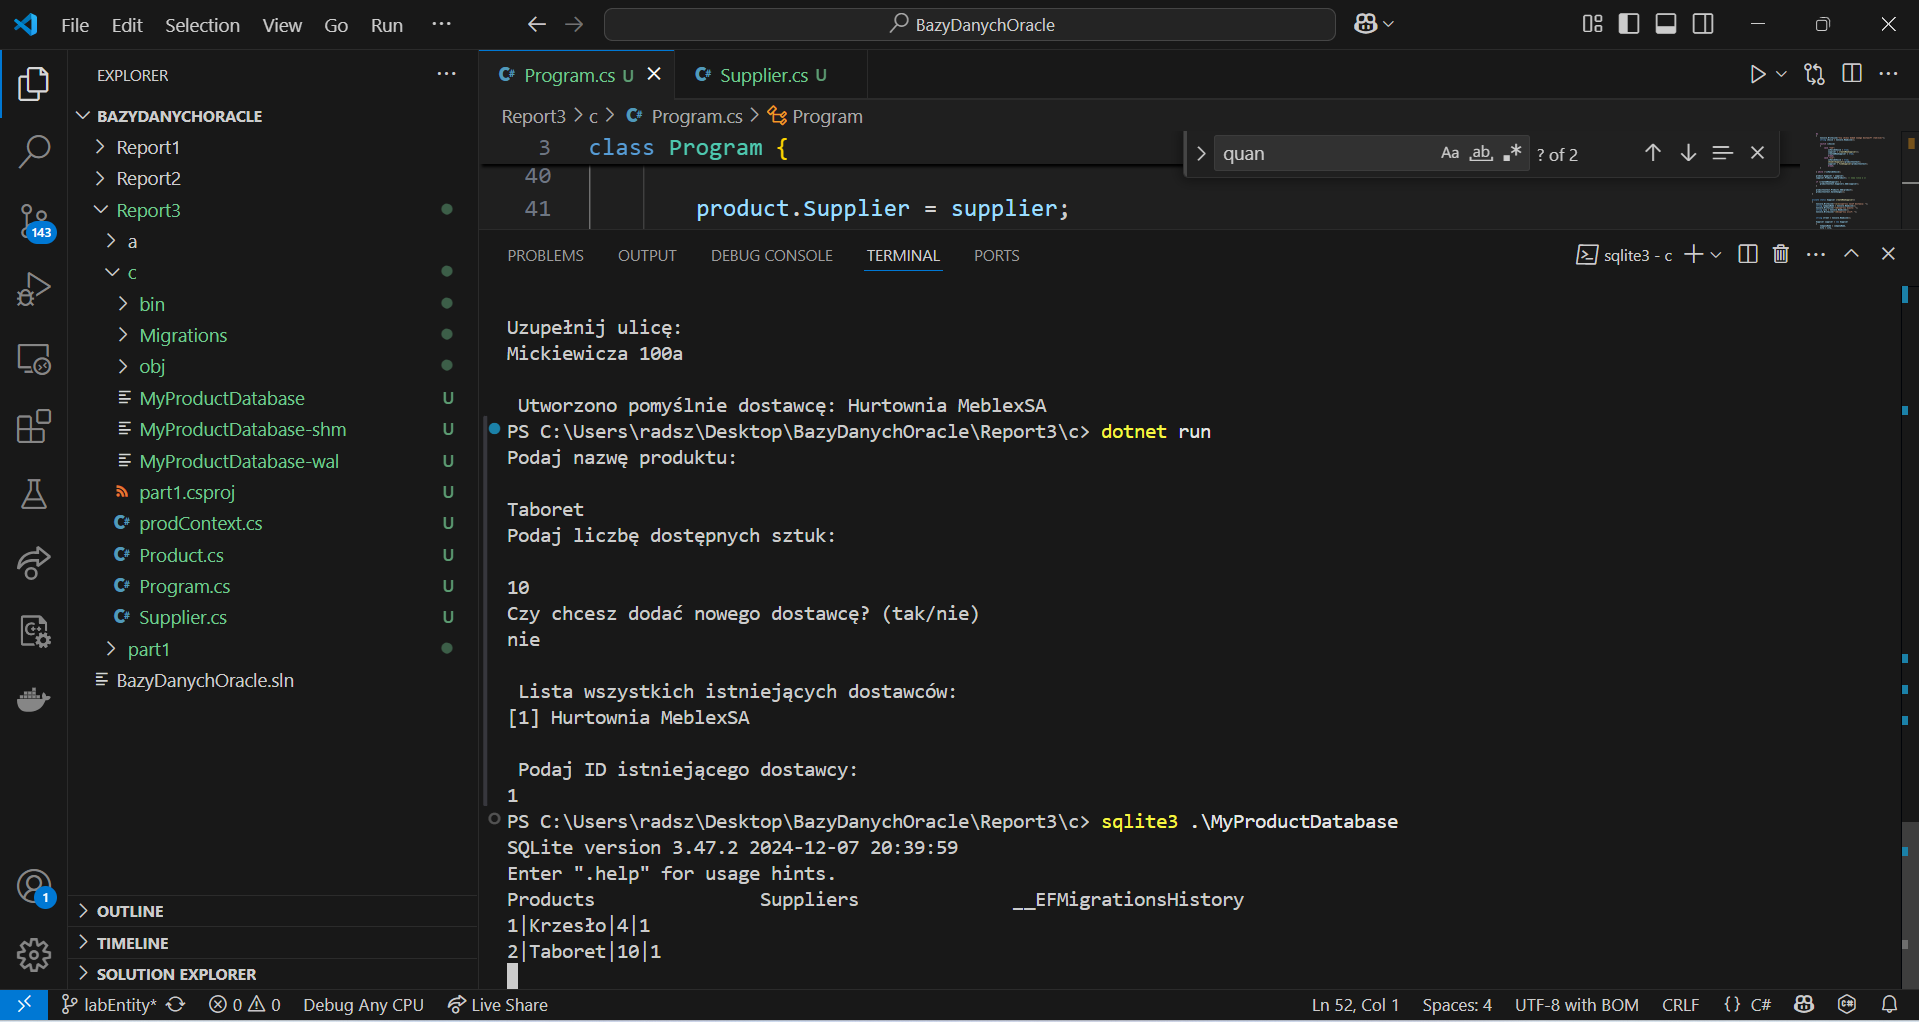 File Edit Selection View Go Run ··· BazyDanychOracle
EXPLORER ···
BAZYDANYCHORACLE
Report1
Report2
Report3
a
c
bin
Migrations
obj
MyProductDatabase U
MyProductDatabase-shm U
MyProductDatabase-wal U
part1.csproj U
prodContext.cs U
Product.cs U
Program.cs U
Supplier.cs U
part1
BazyDanychOracle.sln
143
1
OUTLINE
TIMELINE
SOLUTION EXPLORER
Program.cs U Supplier.cs U
Report3 > c > Program.cs > Program
3 class Program {
40
41 product.Supplier = supplier;
quan Aa ab .* ? of 2
PROBLEMS OUTPUT DEBUG CONSOLE TERMINAL PORTS sqlite3 - c
Uzupełnij ulicę:
Mickiewicza 100a
Utworzono pomyślnie dostawcę: Hurtownia MeblexSA
PS C:\Users\radsz\Desktop\BazyDanychOracle\Report3\c> dotnet run
Podaj nazwę produktu:
Taboret
Podaj liczbę dostępnych sztuk:
10
Czy chcesz dodać nowego dostawcę? (tak/nie)
nie
Lista wszystkich istniejących dostawców:
[1] Hurtownia MeblexSA
Podaj ID istniejącego dostawcy:
1
PS C:\Users\radsz\Desktop\BazyDanychOracle\Report3\c> sqlite3 .\MyProductDatabase
SQLite version 3.47.2 2024-12-07 20:39:59
Enter ".help" for usage hints.
Products Suppliers __EFMigrationsHistory
1|Krzesło|4|1
2|Taboret|10|1
labEntity* 0 0 Debug Any CPU Live Share Ln 52, Col 1 Spaces: 4 UTF-8 with BOM CRLF {} C#